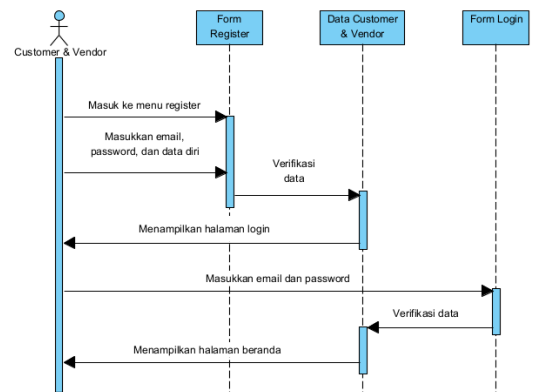 Form
Register
Data Customer
& Vendor
Form Login
Customer & Vendor
Masuk ke menu register
Masukkan email,
password, dan data diri
Verifikasi
data
Menampilkan halaman login
Masukkan email dan password
Verifikasi data
Menampilkan halaman beranda